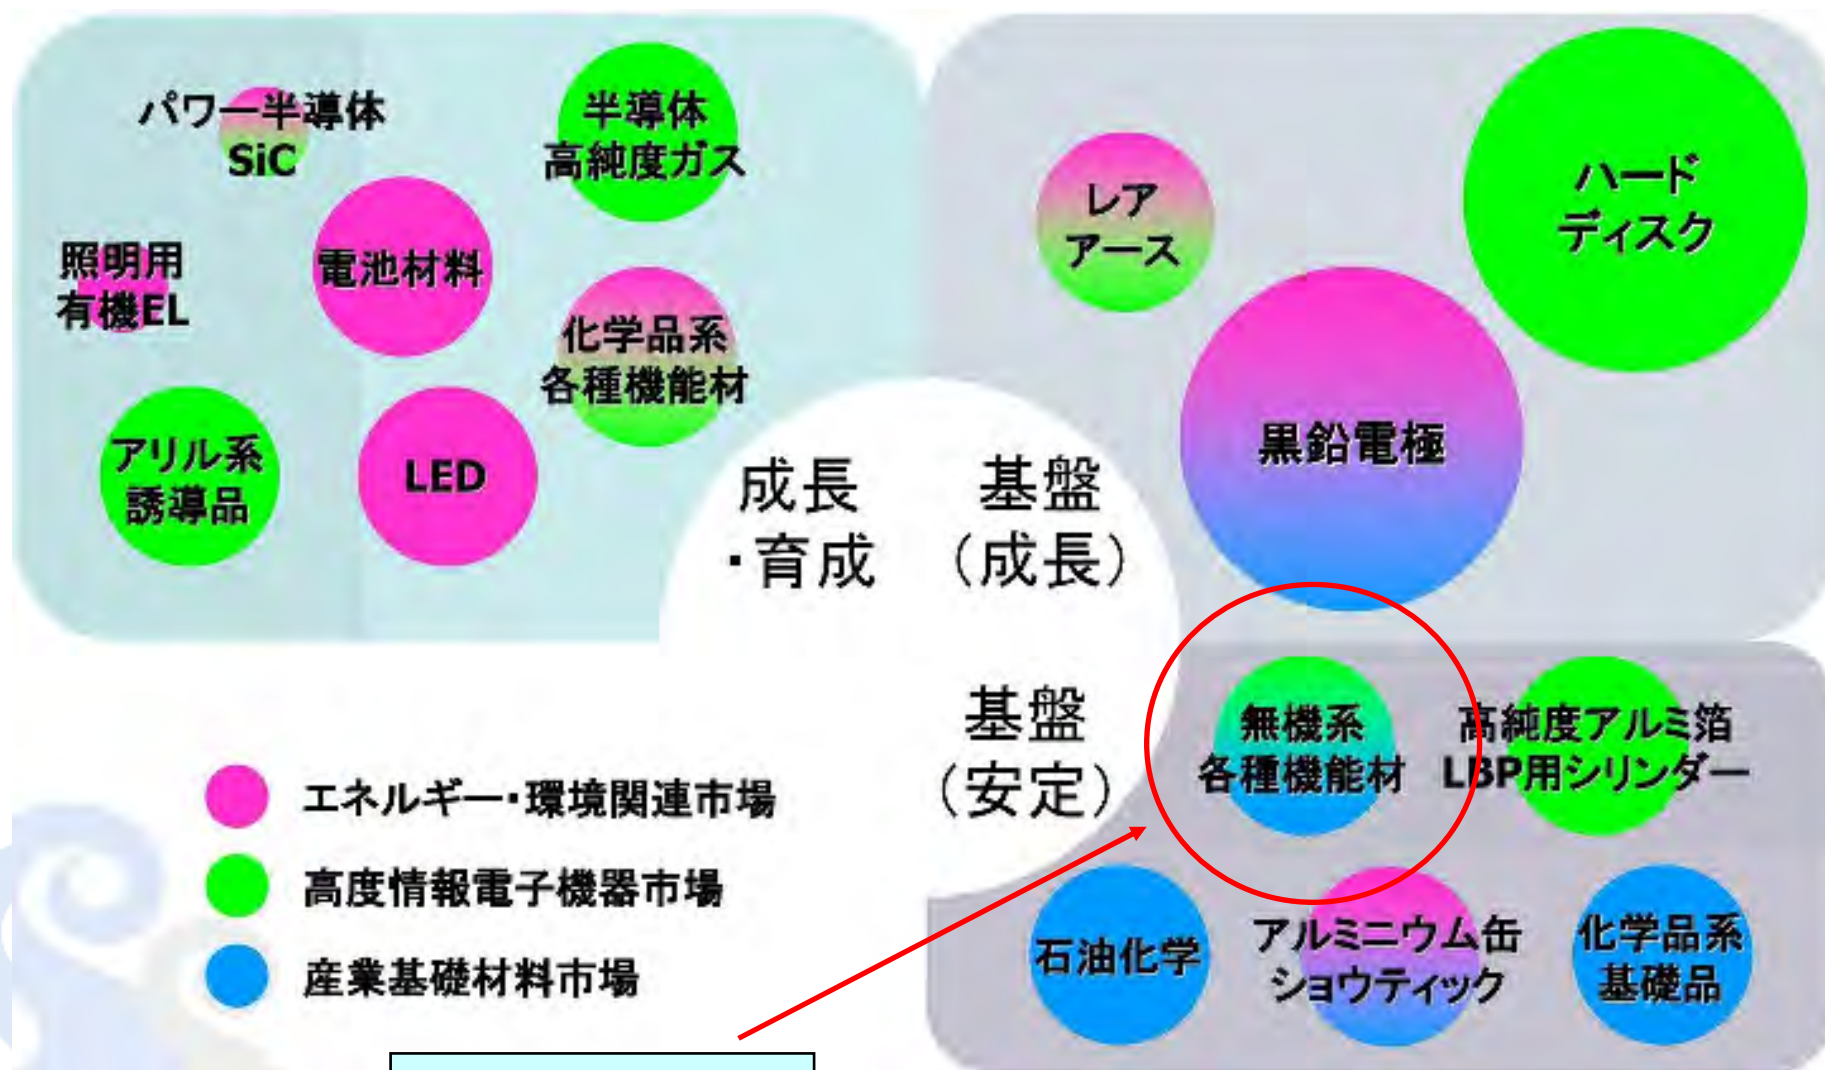 パワー半導体
SiC
半導体
高純度ガス
照明用
有機EL
電池材料
化学品系
各種機能材
アリル系
誘導品
LED
レア
アース
ハード
ディスク
黒鉛電極
成長
・育成
基盤
（成長）
基盤
（安定）
無機系
各種機能材
高純度アルミ箔
LBP用シリンダー
石油化学
アルミニウム缶
ショウティック
化学品系
基礎品
エネルギー・環境関連市場
高度情報電子機器市場
産業基礎材料市場